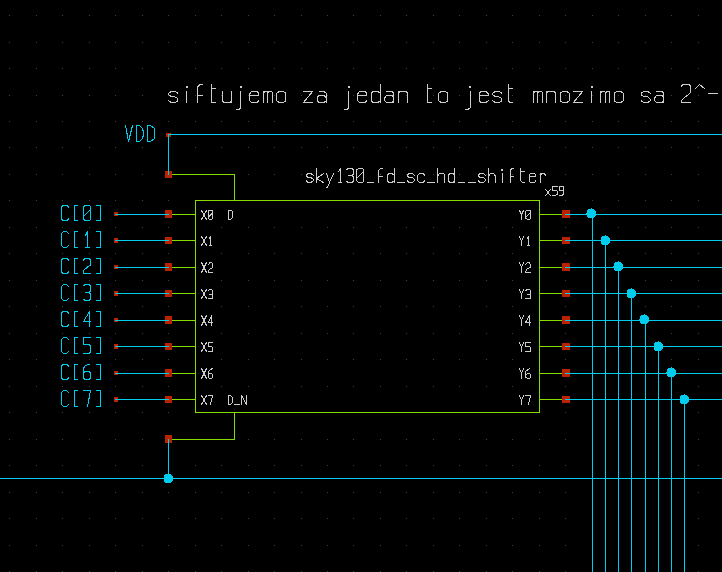 siftujemo za jedan to jest mnozimo sa 2^-
VDD
sky130_fd_sc_hd__shifter
x59
C[0] X0 D Y0
C[1] X1 Y1
C[2] X2 Y2
C[3] X3 Y3
C[4] X4 Y4
C[5] X5 Y5
C[6] X6 Y6
C[7] X7 D_N Y7